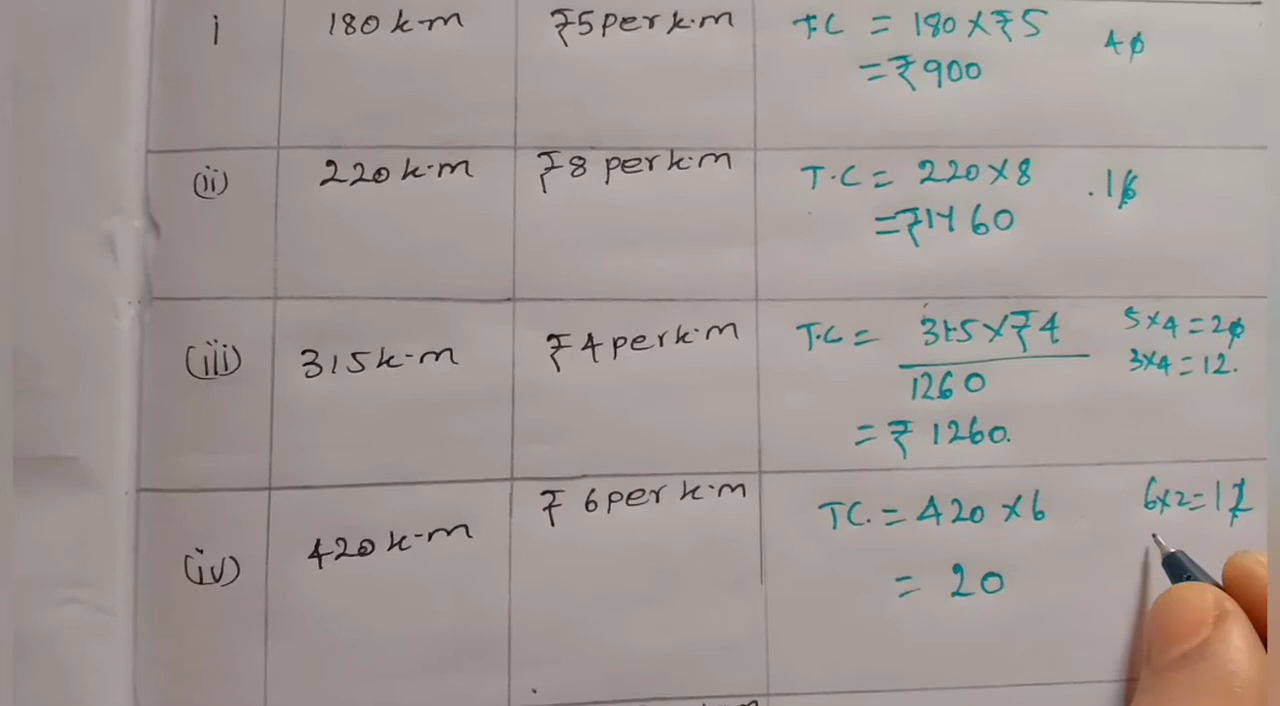 i 180 k.m ₹5 per k.m T.C = 180 × ₹5
= ₹900 40
(ii) 220 k.m ₹8 per k.m T.C = 220 × 8 .16
= ₹1460
(iii) 315 k-m ₹4 per k.m T.C = 315 × ₹4 5×4 = 20
1260 3×4 = 12.
= ₹1260.
(iv) 420 k-m ₹ 6 per k.m TC. = 420 × 6 6×2 = 12
= 20